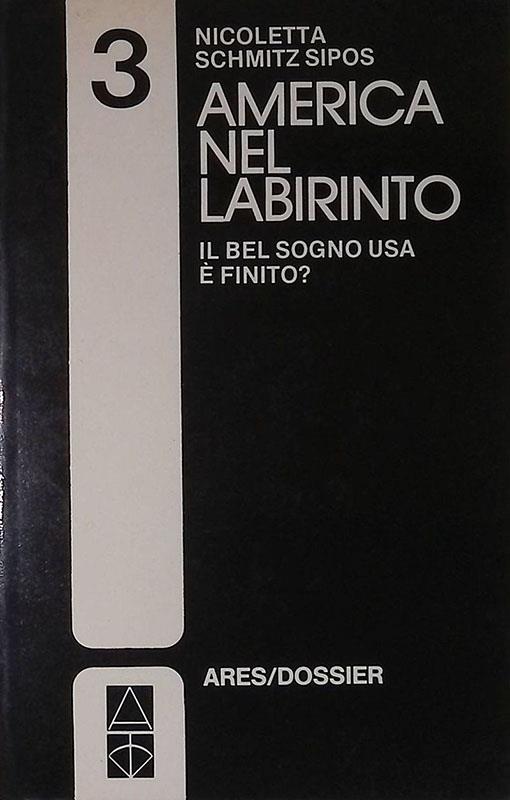 3
NICOLETTA
SCHMITZ SIPOS
AMERICA
NEL
LABIRINTO
IL BEL SOGNO USA
È FINITO?
ARES/DOSSIER